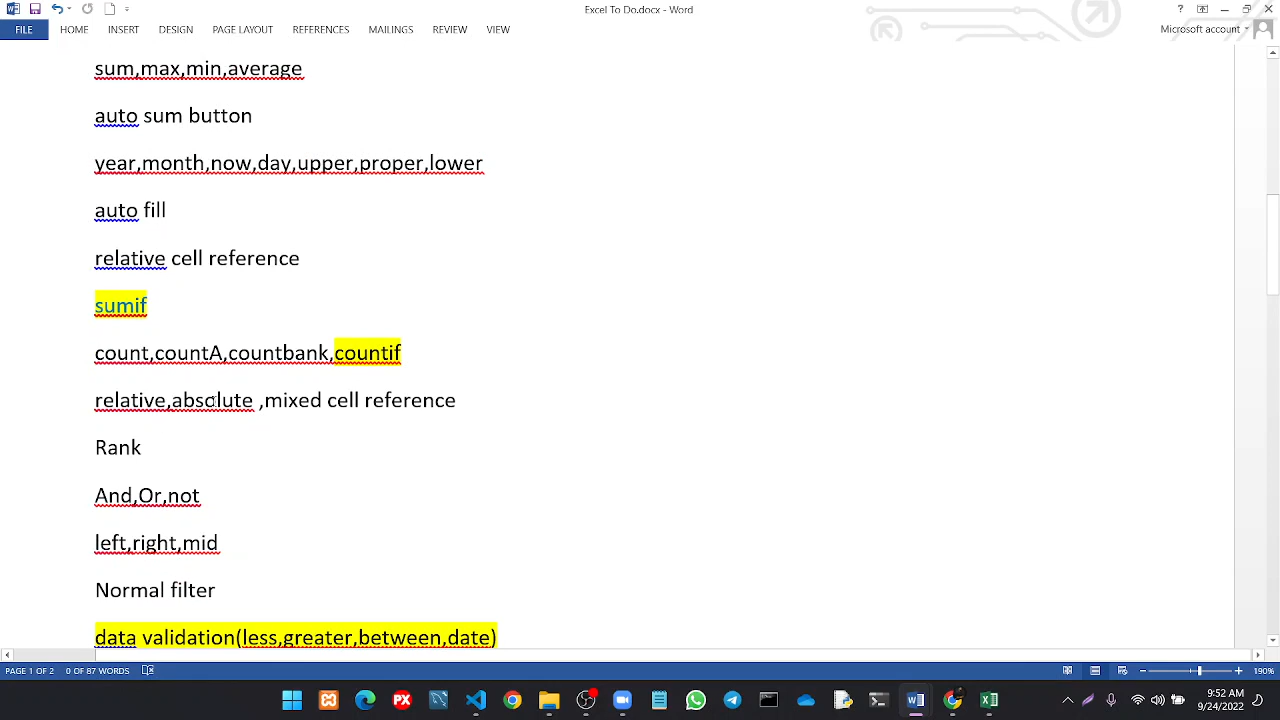 Excel To Do.docx - Word
FILE HOME INSERT DESIGN PAGE LAYOUT REFERENCES MAILINGS REVIEW VIEW
Microsoft account
sum,max,min,average
auto sum button
year,month,now,day,upper,proper,lower
auto fill
relative cell reference
sumif
count,countA,countbank,countif
relative,absolute ,mixed cell reference
Rank
And,Or,not
left,right,mid
Normal filter
data validation(less,greater,between,date)
PAGE 1 OF 2 0 OF 87 WORDS
190%
9:52 AM
9/24/2022